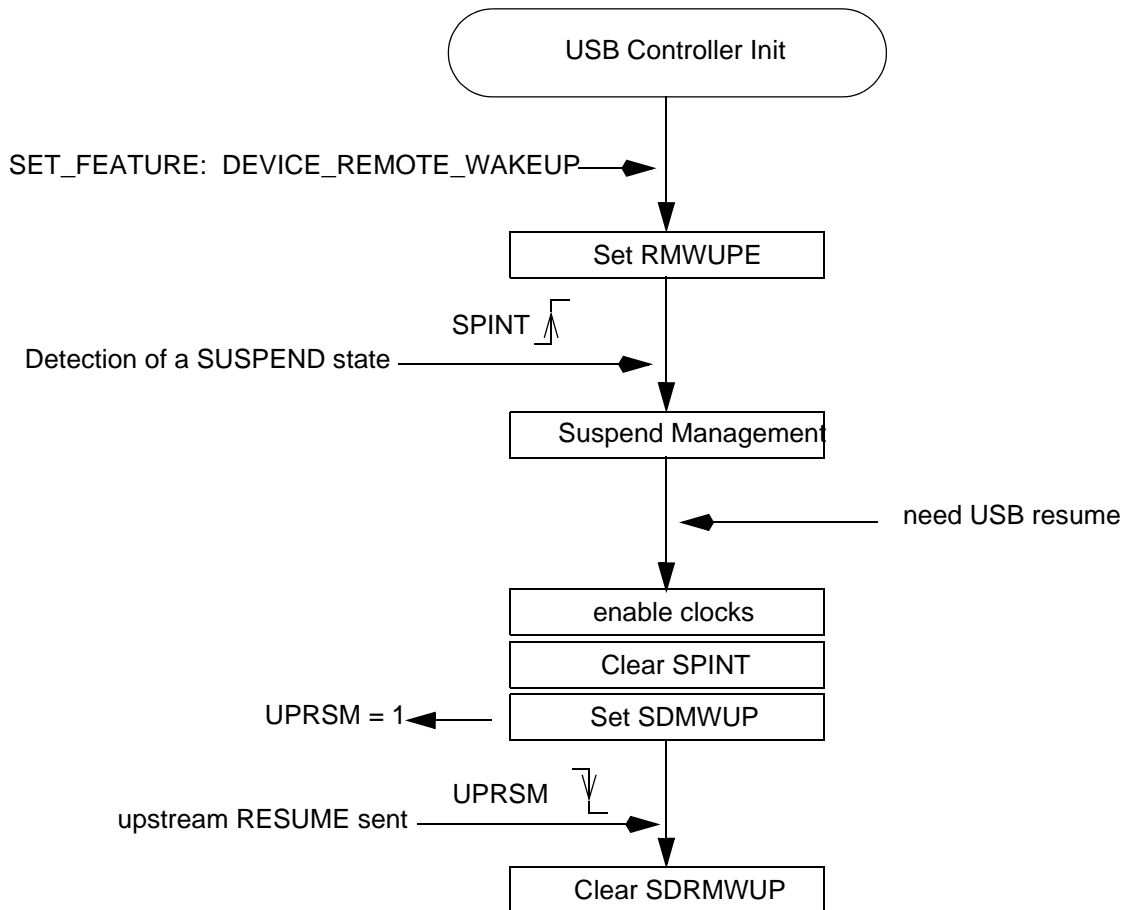 USB Controller Init
SET_FEATURE: DEVICE_REMOTE_WAKEUP
Set RMWUPE
SPINT
Detection of a SUSPEND state
Suspend Management
need USB resume
enable clocks
Clear SPINT
UPRSM = 1
Set SDMWUP
UPRSM
upstream RESUME sent
Clear SDRMWUP